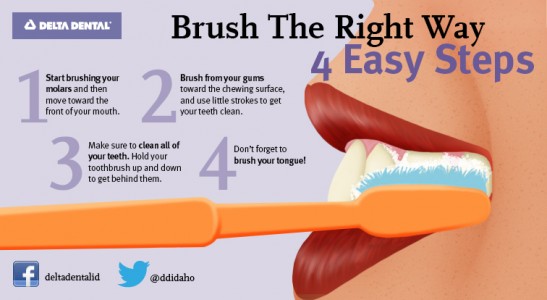 DELTA DENTAL®
Brush The Right Way
4 Easy Steps
1
Start brushing your
molars and then
move toward the
front of your mouth.
2
Brush from your gums
toward the chewing surface,
and use little strokes to get
your teeth clean.
3
Make sure to clean all of
your teeth. Hold your
toothbrush up and down
to get behind them.
4
Don't forget to
brush your tongue!
f
deltadentalid
@ddidaho